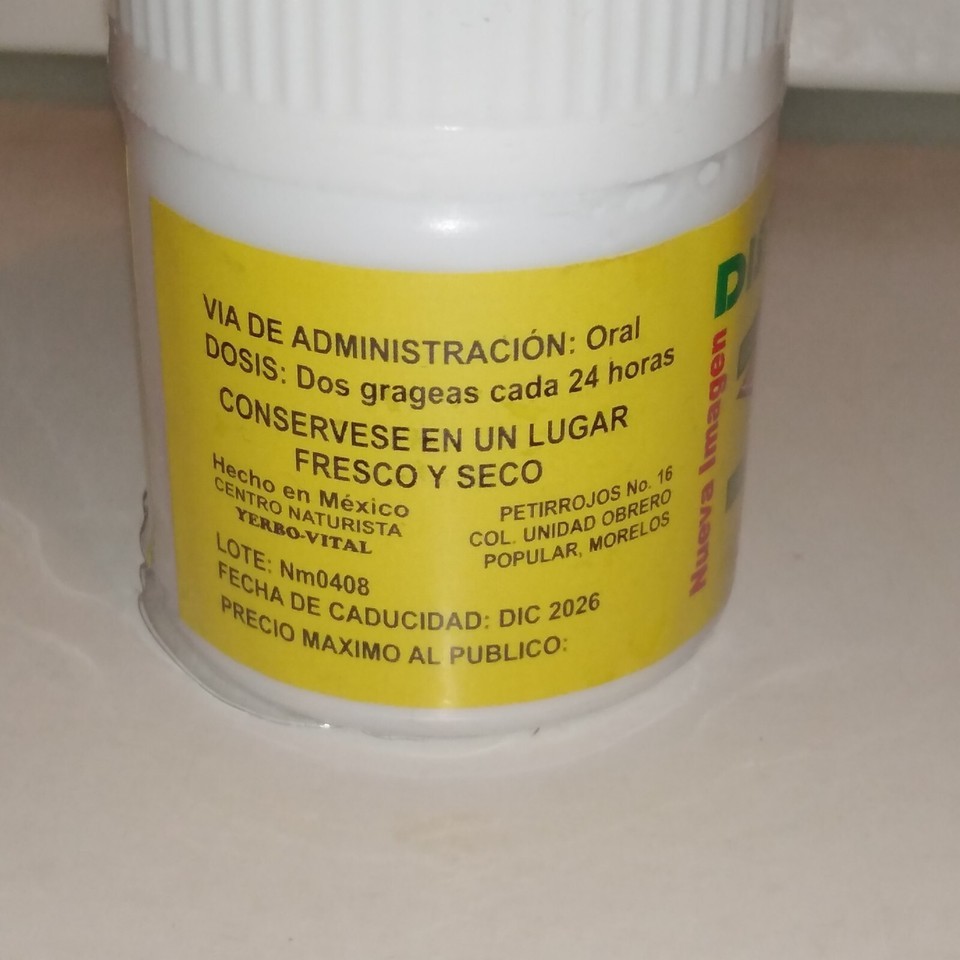 VIA DE ADMINISTRACIÓN: Oral
DOSIS: Dos grageas cada 24 horas
CONSERVESE EN UN LUGAR
FRESCO Y SECO
Hecho en México
CENTRO NATURISTA
YERBO-VITAL
PETIRROJOS No. 16
COL. UNIDAD OBRERO
POPULAR, MORELOS
LOTE: Nm0408
FECHA DE CADUCIDAD: DIC 2026
PRECIO MAXIMO AL PUBLICO:
Nueva Imagen